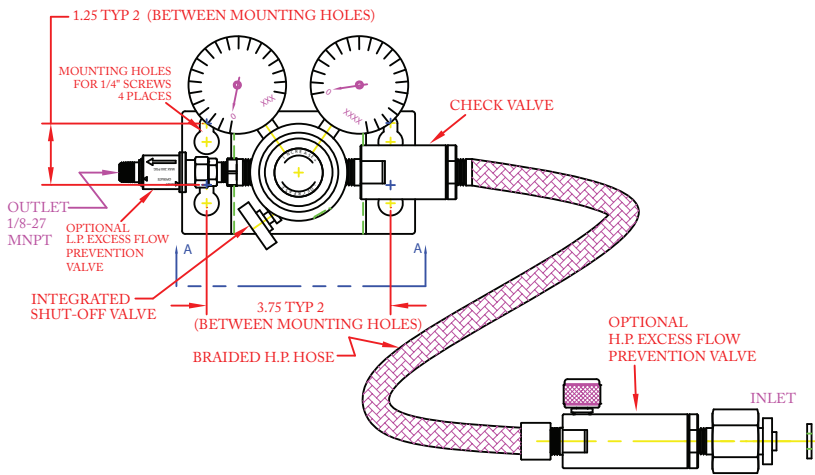 1.25 TYP 2 (BETWEEN MOUNTING HOLES)
MOUNTING HOLES
FOR 1/4" SCREWS
4 PLACES
0
XXX
0
XXXX
CHECK VALVE
OUTLET
1/8-27
MNPT
OPTIONAL
L.P. EXCESS FLOW
PREVENTION
VALVE
A
A
INTEGRATED
SHUT-OFF VALVE
3.75 TYP 2
(BETWEEN MOUNTING HOLES)
BRAIDED H.P. HOSE
OPTIONAL
H.P. EXCESS FLOW
PREVENTION VALVE
INLET